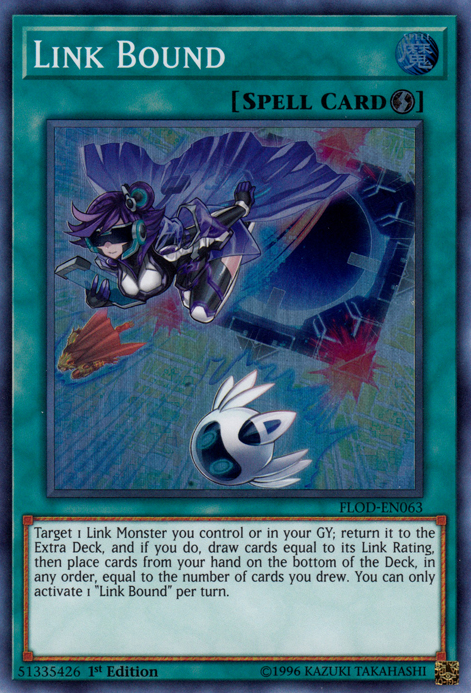 LINK BOUND
SPELL
魔
[SPELL CARD]
FLOD-EN063
Target 1 Link Monster you control or in your GY; return it to the
Extra Deck, and if you do, draw cards equal to its Link Rating,
then place cards from your hand on the bottom of the Deck, in
any order, equal to the number of cards you drew. You can only
activate 1 "Link Bound" per turn.
51335426 1st Edition ©1996 KAZUKI TAKAHASHI